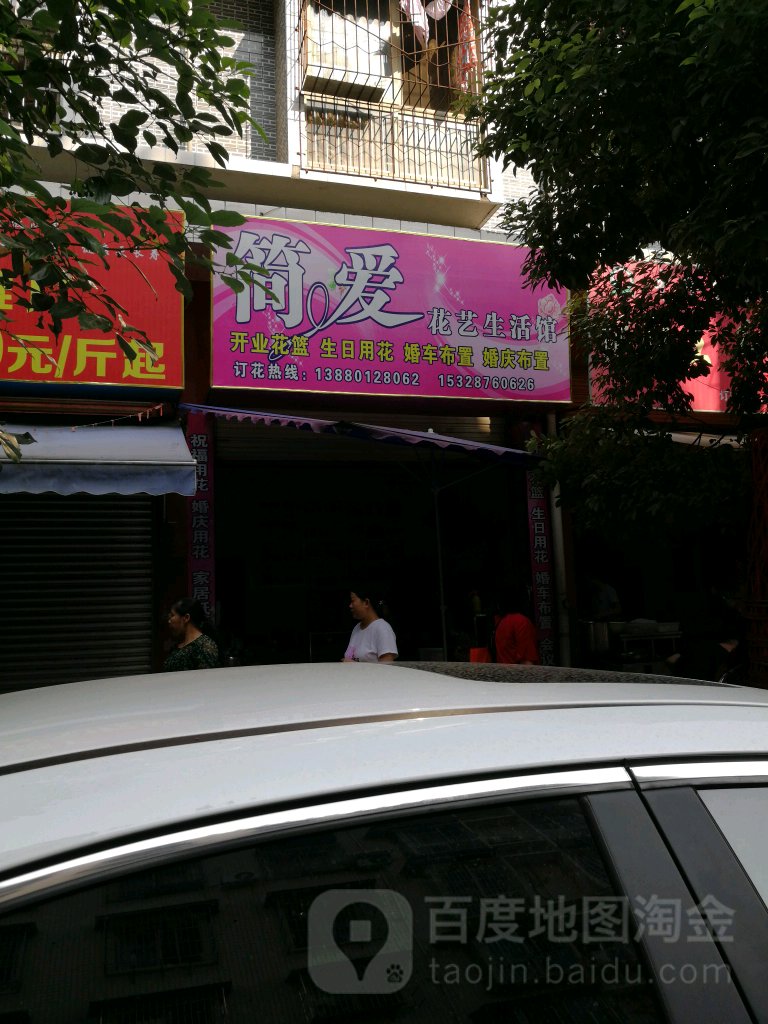 简爱
花艺生活馆
开业花篮 生日用花 婚车布置 婚庆布置
订花热线：13880128062 15328760626
元/斤起
祝福用花 婚庆用花 家居
花篮 生日用花 婚车布置
百度地图淘金
taojin.baidu.com